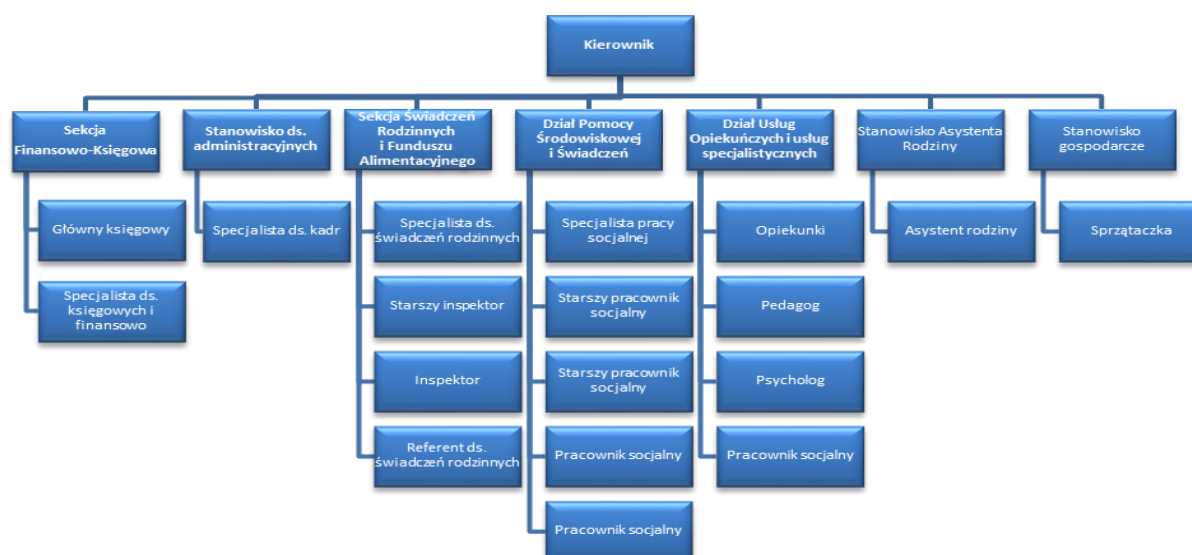 Kierownik
Sekcja
Finansowo-Księgowa
Główny księgowy
Specjalista ds.
księgowych i
finansowo
Stanowisko ds.
administracyjnych
Specjalista ds. kadr
Sekcja Świadczeń
Rodzinnych
i Funduszu
Alimentacyjnego
Specjalista ds.
świadczeń rodzinnych
Starszy inspektor
Inspektor
Referent ds.
świadczeń rodzinnych
Dział Pomocy
Środowiskowej
i Świadczeń
Specjalista pracy
socjalnej
Starszy pracownik
socjalny
Starszy pracownik
socjalny
Pracownik socjalny
Pracownik socjalny
Dział Usług
Opiekuńczych i usług
specjalistycznych
Opiekunki
Pedagog
Psycholog
Pracownik socjalny
Stanowisko Asystenta
Rodziny
Asystent rodziny
Stanowisko
gospodarcze
Sprzątaczka